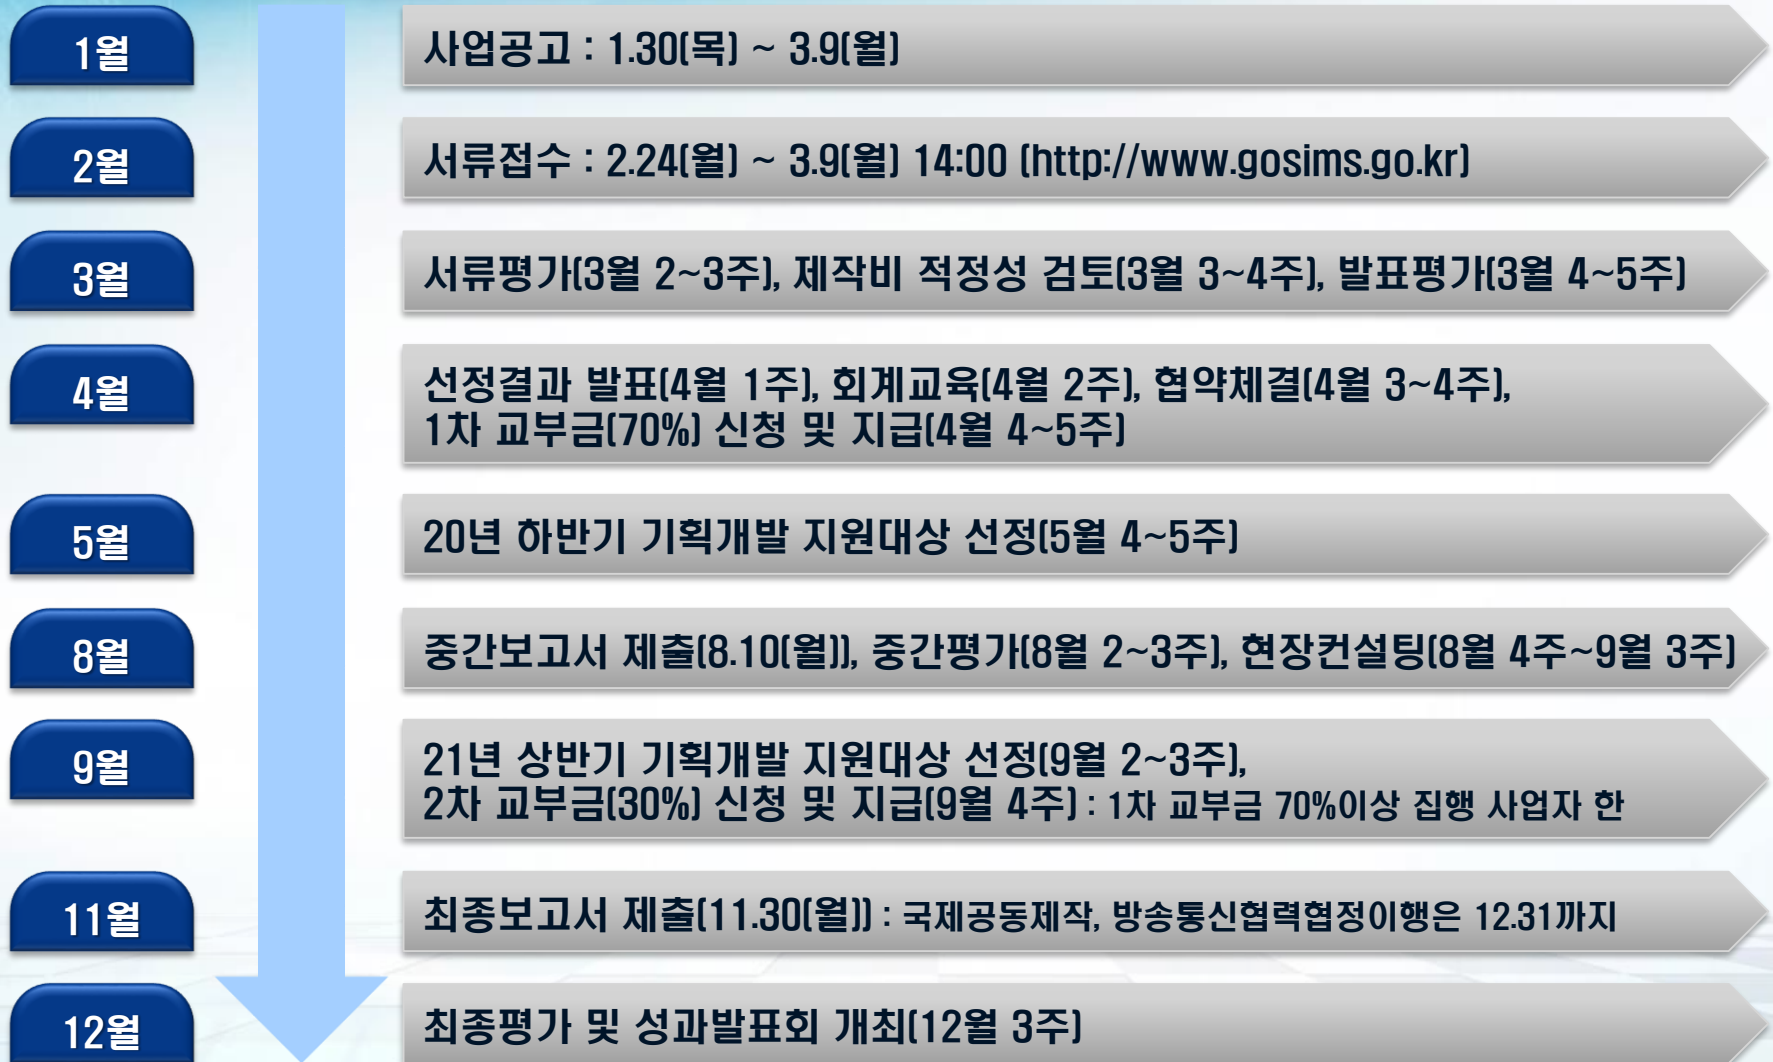 1월
사업공고 : 1.30(목) ~ 3.9(월)
2월
서류접수 : 2.24(월) ~ 3.9(월) 14:00 (http://www.gosims.go.kr)
3월
서류평가(3월 2~3주), 제작비 적정성 검토(3월 3~4주), 발표평가(3월 4~5주)
4월
선정결과 발표(4월 1주), 회계교육(4월 2주), 협약체결(4월 3~4주),
1차 교부금(70%) 신청 및 지급(4월 4~5주)
5월
20년 하반기 기획개발 지원대상 선정(5월 4~5주)
8월
중간보고서 제출(8.10(월)), 중간평가(8월 2~3주), 현장컨설팅(8월 4주~9월 3주)
9월
21년 상반기 기획개발 지원대상 선정(9월 2~3주),
2차 교부금(30%) 신청 및 지급(9월 4주) : 1차 교부금 70%이상 집행 사업자 한
11월
최종보고서 제출(11.30(월)) : 국제공동제작, 방송통신협력협정이행은 12.31까지
12월
최종평가 및 성과발표회 개최(12월 3주)